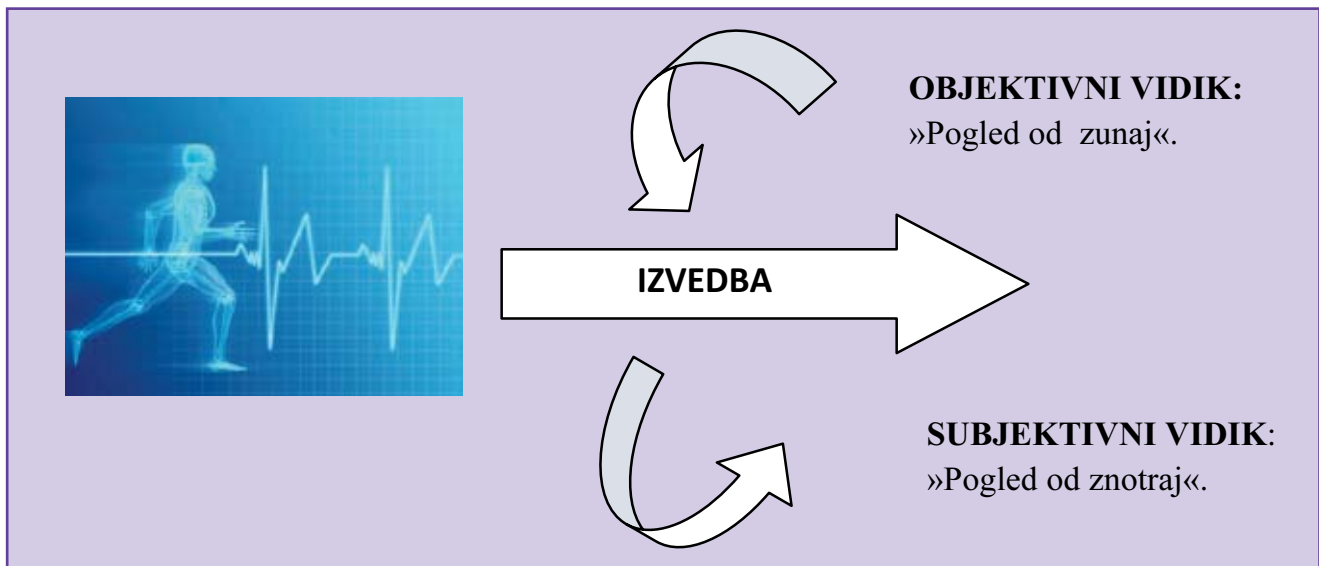 OBJEKTIVNI VIDIK:
»Pogled od zunaj«.
IZVEDBA
SUBJEKTIVNI VIDIK:
»Pogled od znotraj«.